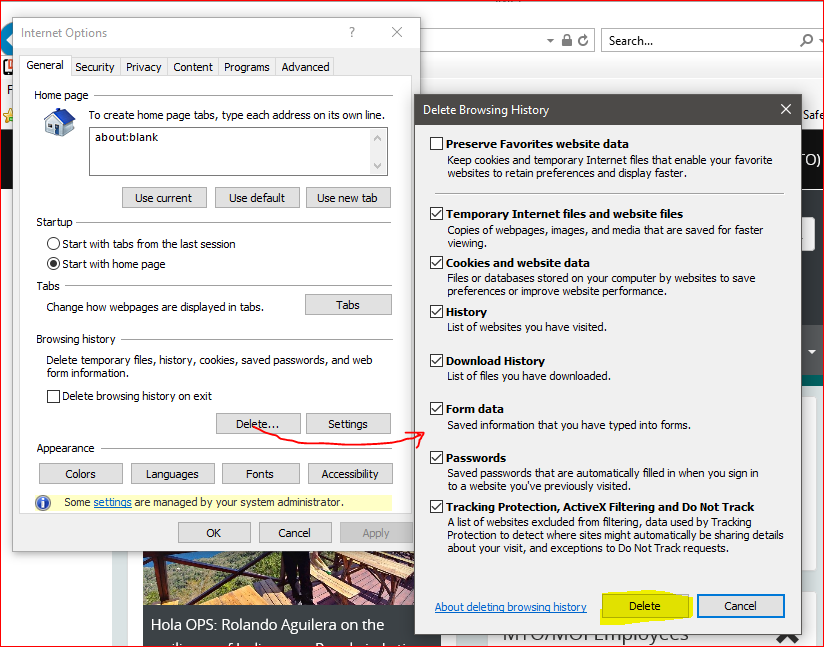 Internet Options
General Security Privacy Content Programs Advanced
Home page
To create home page tabs, type each address on its own line.
about:blank
Use current Use default Use new tab
Startup
Start with tabs from the last session
Start with home page
Tabs
Change how webpages are displayed in tabs.
Tabs
Browsing history
Delete temporary files, history, cookies, saved passwords, and web
form information.
Delete browsing history on exit
Delete... Settings
Appearance
Colors Languages Fonts Accessibility
Some settings are managed by your system administrator.
OK Cancel Apply
Search...
Safe
TO)
Delete Browsing History
Preserve Favorites website data
Keep cookies and temporary Internet files that enable your favorite
websites to retain preferences and display faster.
Temporary Internet files and website files
Copies of webpages, images, and media that are saved for faster
viewing.
Cookies and website data
Files or databases stored on your computer by websites to save
preferences or improve website performance.
History
List of websites you have visited.
Download History
List of files you have downloaded.
Form data
Saved information that you have typed into forms.
Passwords
Saved passwords that are automatically filled in when you sign in
to a website you've previously visited.
Tracking Protection, ActiveX Filtering and Do Not Track
A list of websites excluded from filtering, data used by Tracking
Protection to detect where sites might automatically be sharing details
about your visit, and exceptions to Do Not Track requests.
About deleting browsing history Delete Cancel
Hola OPS: Rolando Aguilera on the
MTO/MOI Employees